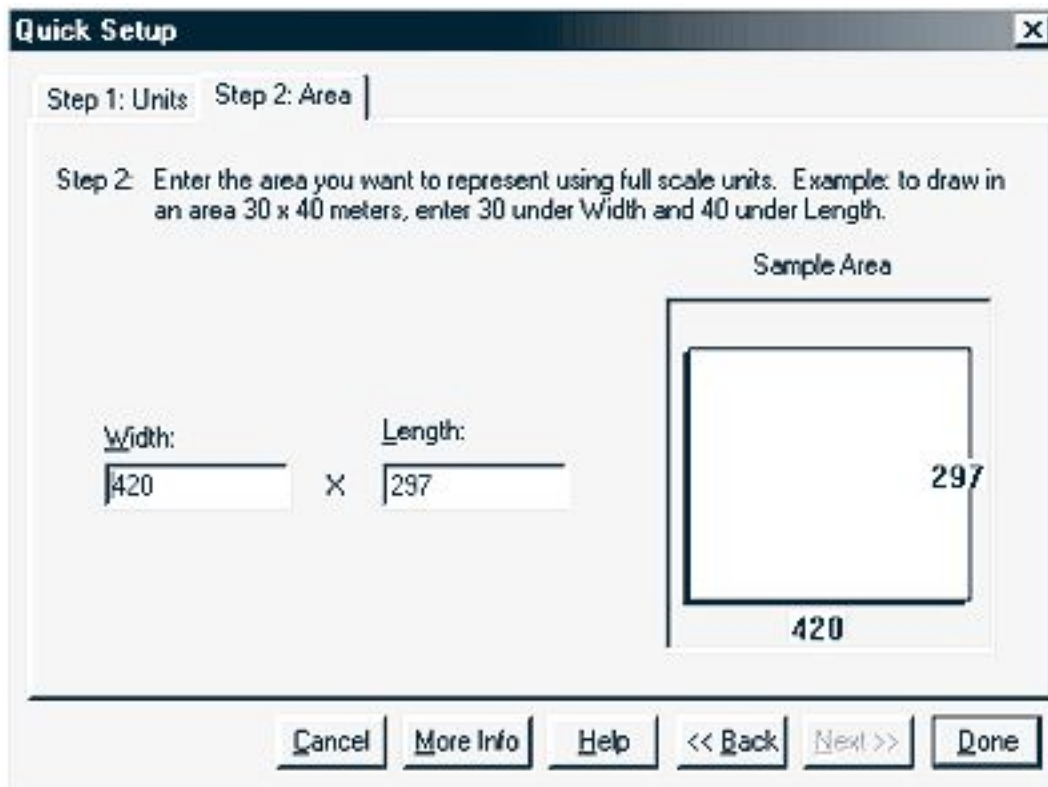 Quick Setup
Step 1: Units Step 2: Area
Step 2: Enter the area you want to represent using full scale units. Example: to draw in
an area 30 x 40 meters, enter 30 under Width and 40 under Length.
Sample Area
Width: Length:
420 X 297
297
420
Cancel More Info Help << Back Next >> Done